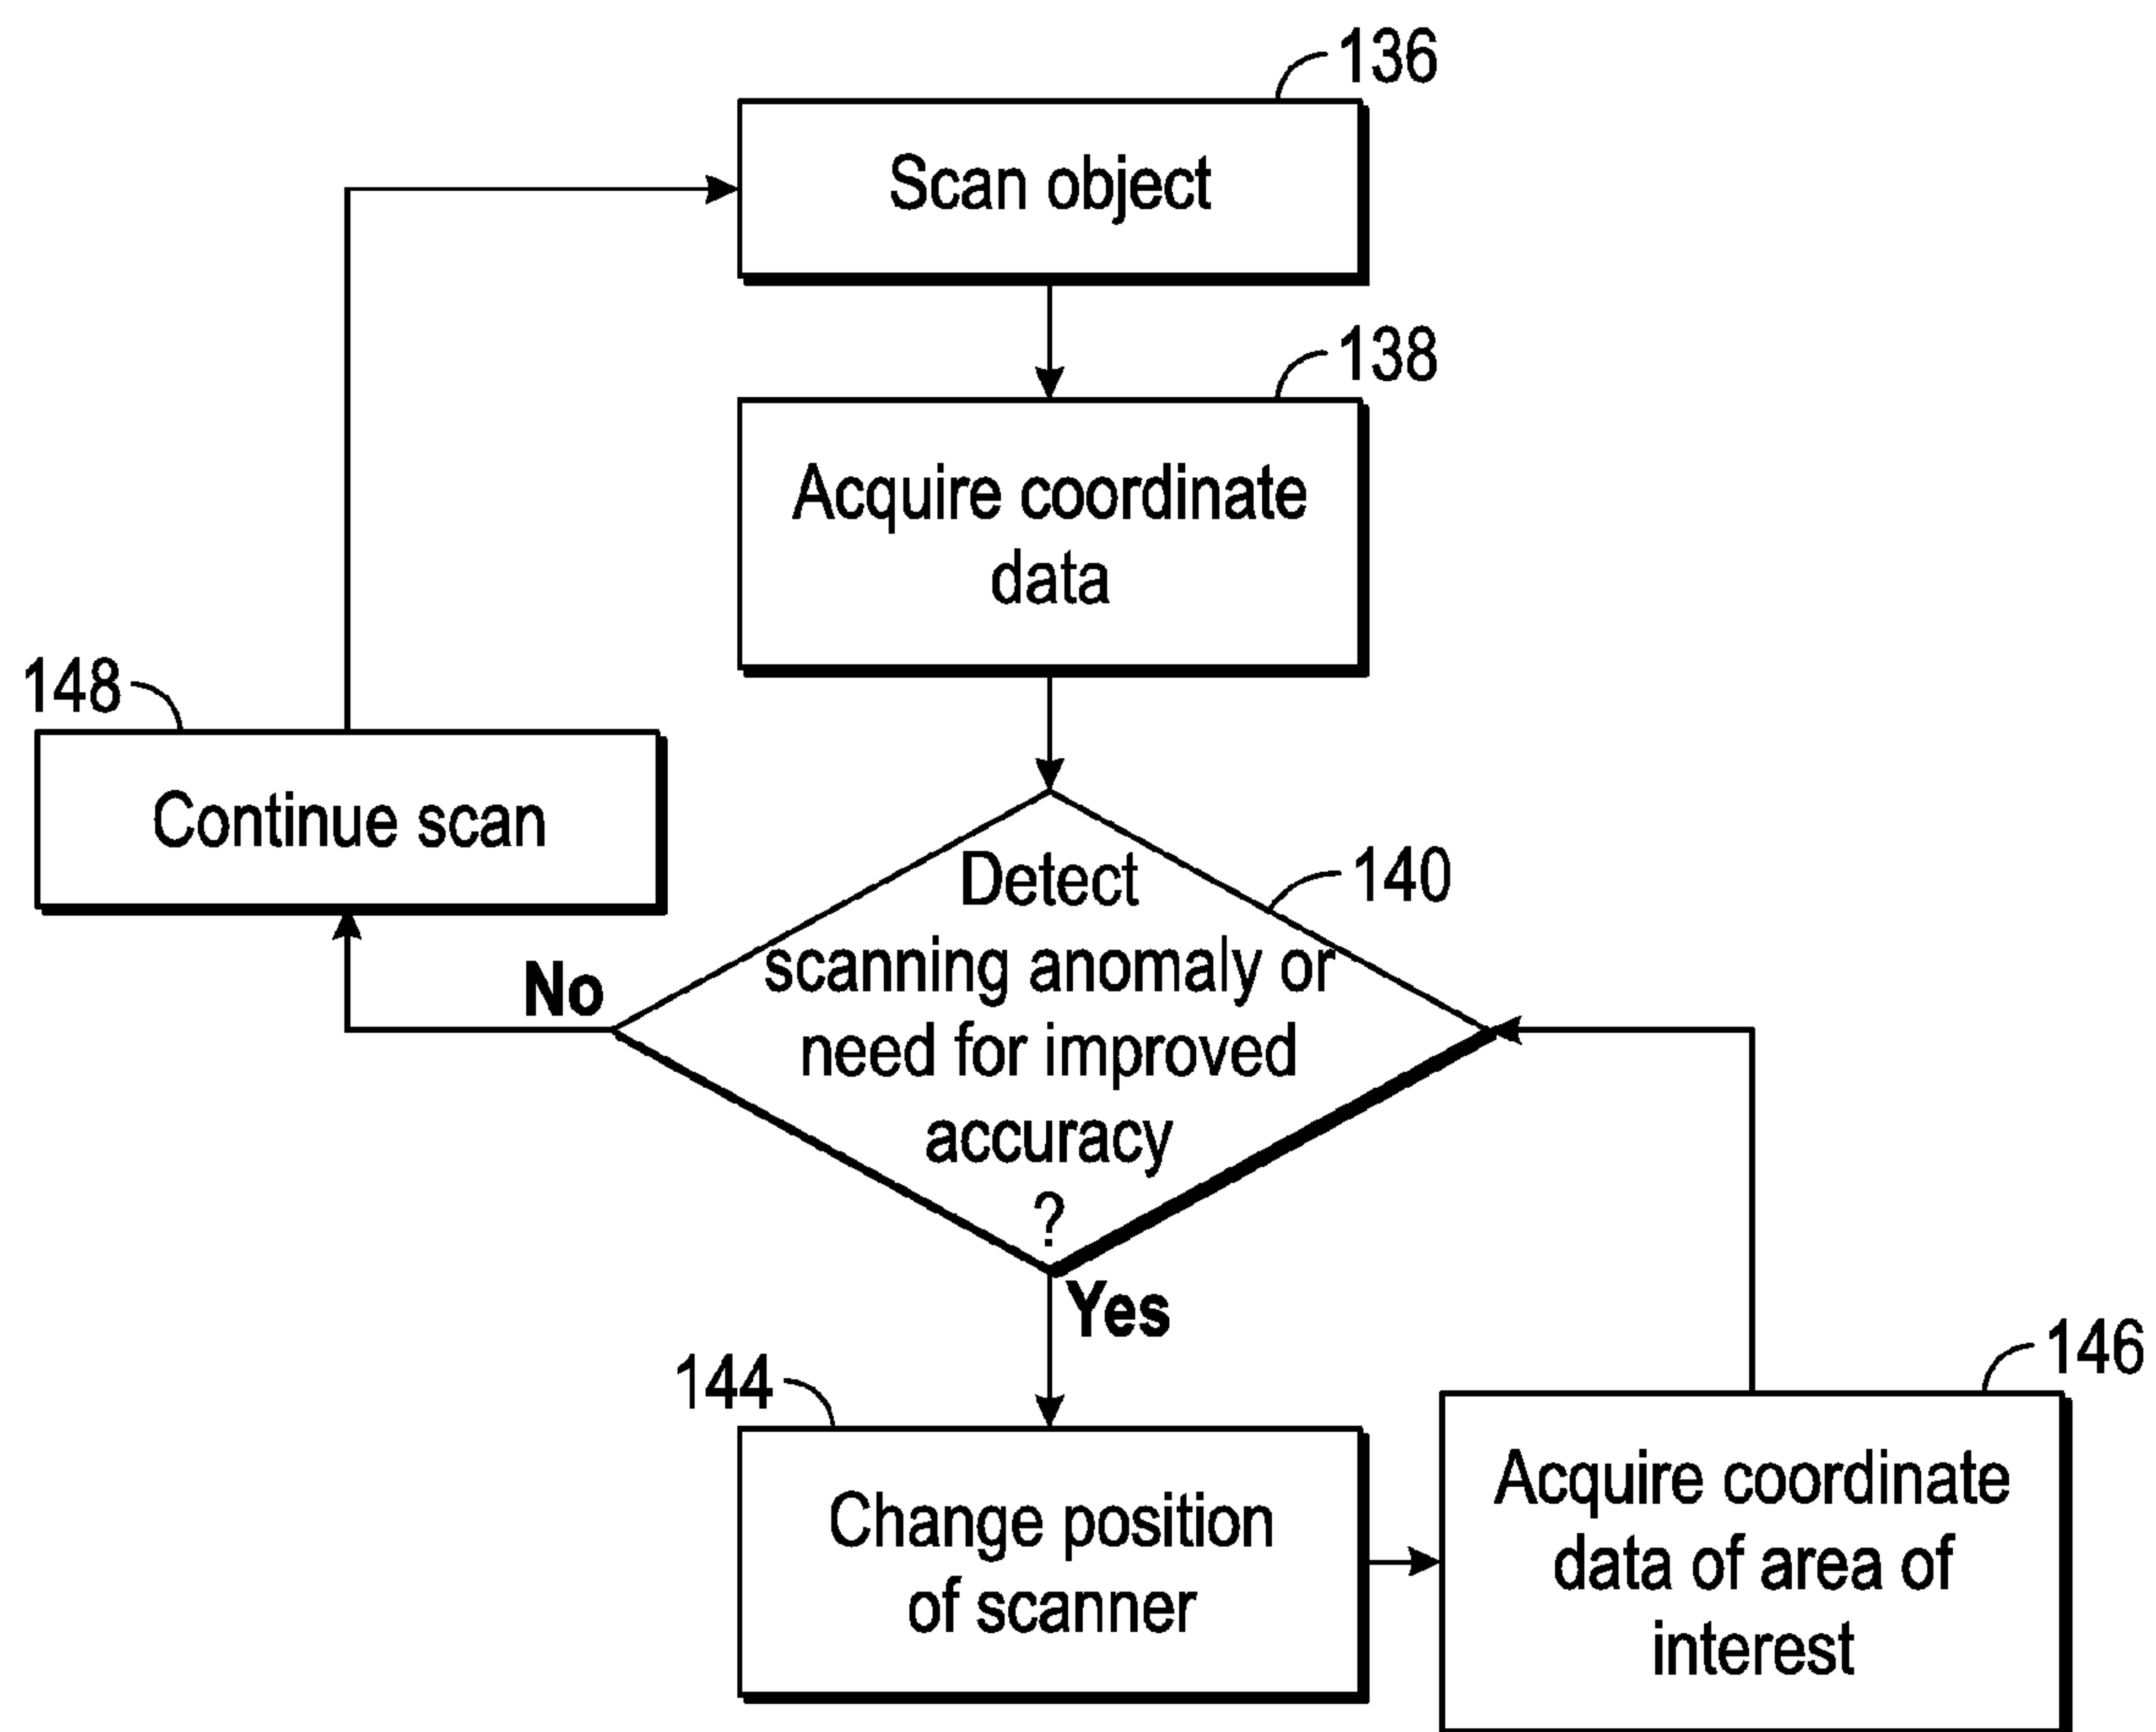 136
Scan object
138
Acquire coordinate
data
148
Continue scan
140
Detect
scanning anomaly or
need for improved
accuracy
?
No
Yes
144
Change position
of scanner
146
Acquire coordinate
data of area of
interest